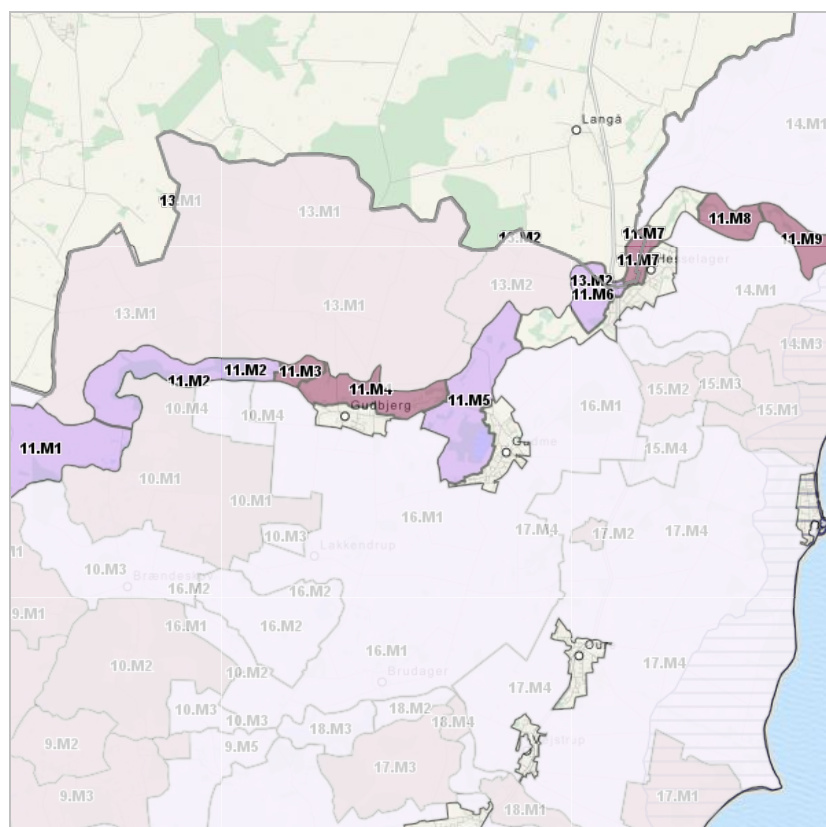 Langå
14.M1
13.M1
13.M1
11.M7
11.M8
13.M2
11.M9
11.M7
Hesselager
13.M2
13.M2
11.M6
14.M1
13.M1
13.M1
14.M3
11.M2
11.M3
11.M2
11.M4
15.M3
15.M2
11.M5
10.M4
10.M4
Gudbjerg
16.M1
15.M1
11.M1
15.M4
10.M1
10.M1
16.M1
17.M4
17.M2
17.M4
10.M3
Lakkendrup
10.M3
16.M2
16.M2
9.M1
16.M1
16.M2
16.M1
10.M2
10.M2
Brudager
17.M4
17.M4
10.M3
18.M2
10.M3
18.M3
18.M4
9.M2
9.M5
17.M3
9.M3
17.M1
18.M1